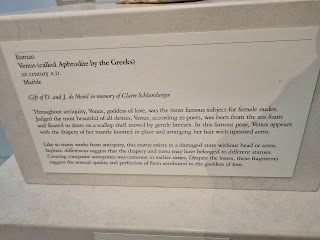 Roman
Venus (called Aphrodite by the Greeks)
1st century A.D.
Marble
Gift of D. and J. de Menil in memory of Claire Schlumberger
Throughout antiquity, Venus, goddess of love, was the most famous subject for female nudes.
Judged the most beautiful of all deities, Venus, according to poets, was born from the sea foam
and floated to shore on a scallop shell moved by gentle breezes. In this famous pose, Venus appears
with the drapery of her mantle knotted in place and arranging her hair with upraised arms.
Like so many works from antiquity, this statue exists in a damaged state without head or arms.
Stylistic differences suggest that the drapery and torso may have belonged to different statues.
Creating composite antiquities was common in earlier times. Despite the losses, these fragments
suggest the sensual quality and perfection of form attributed to the goddess of love.